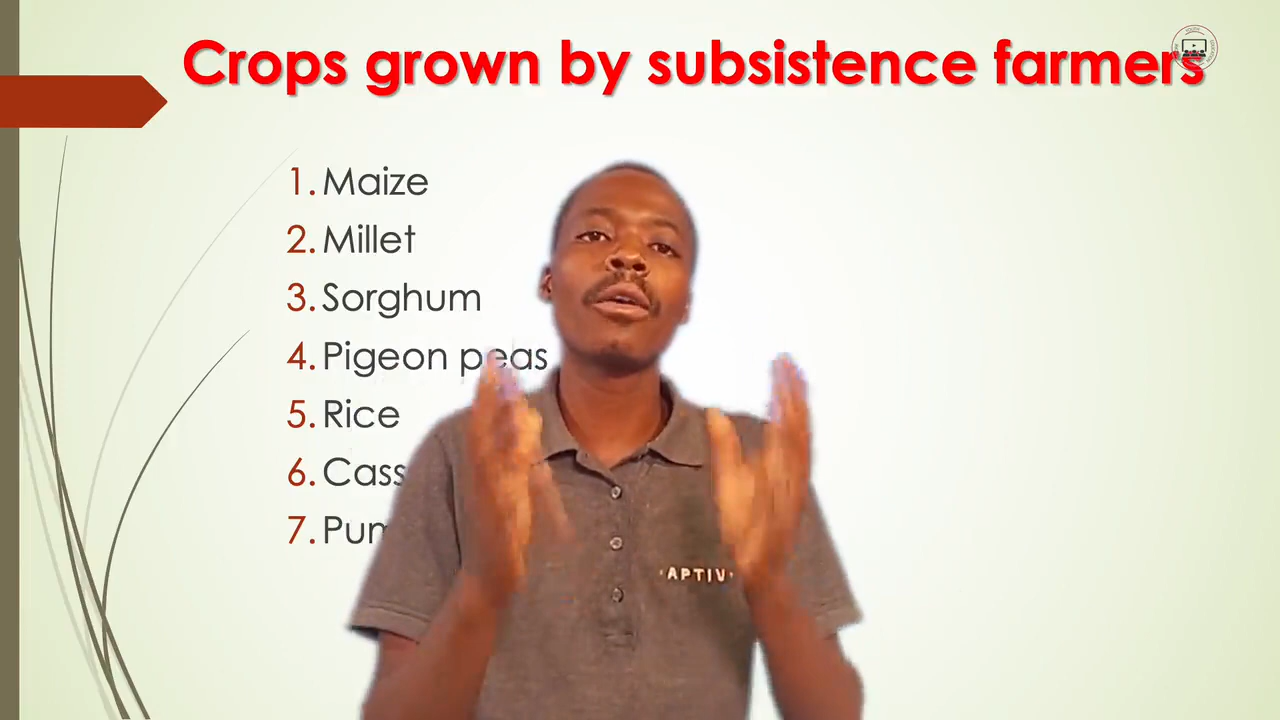 Crops grown by subsistence farmers
1. Maize
2. Millet
3. Sorghum
4. Pigeon peas
5. Rice
6.
7.
APTIV